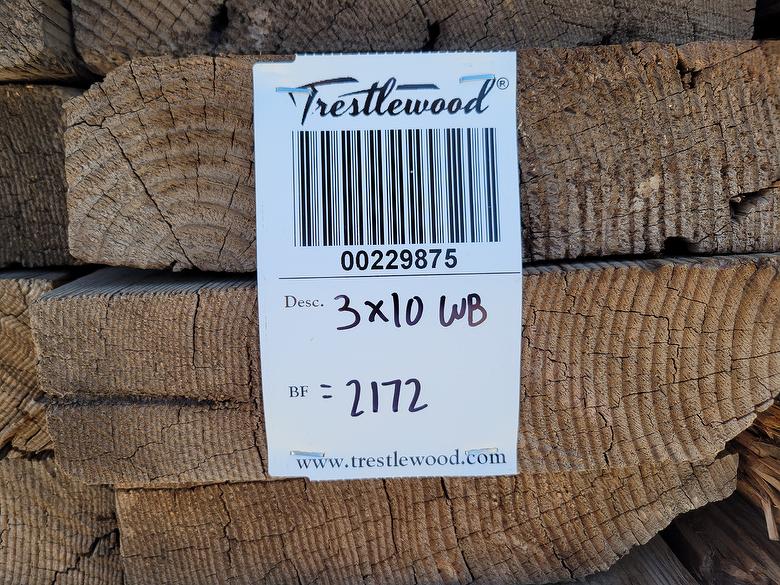 Trestlewood®
00229875
Desc. 3x10 WB
BF = 2172
www.trestlewood.com